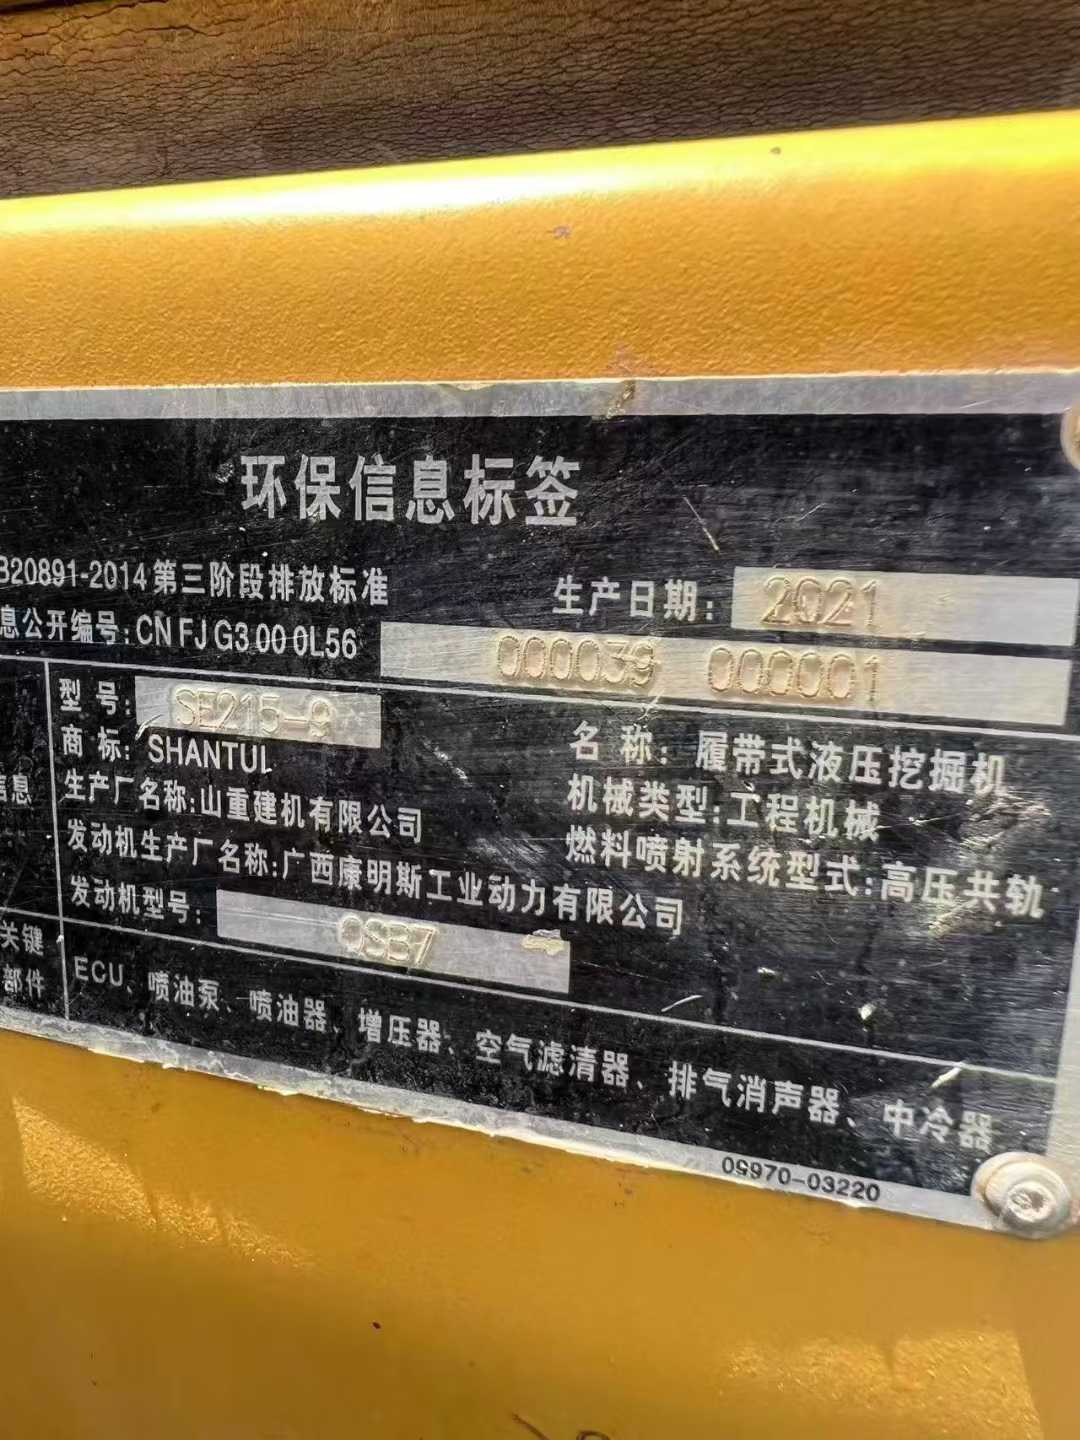 环保信息标签
B20891-2014第三阶段排放标准 生产日期: 2021
息公开编号:CN FJ G3 00 0L56 000039 000001
型 号: SE215-9 名 称: 履带式液压挖掘机
商 标: SHANTUI 机械类型:工程机械
信息 生产厂名称:山重建机有限公司 燃料喷射系统型式:高压共轨
发动机生产厂名称:广西康明斯工业动力有限公司
发动机型号: QSB7
关键
部件 ECU、喷油泵、喷油器、增压器、空气滤清器、排气消声器、中冷器
09970-03220